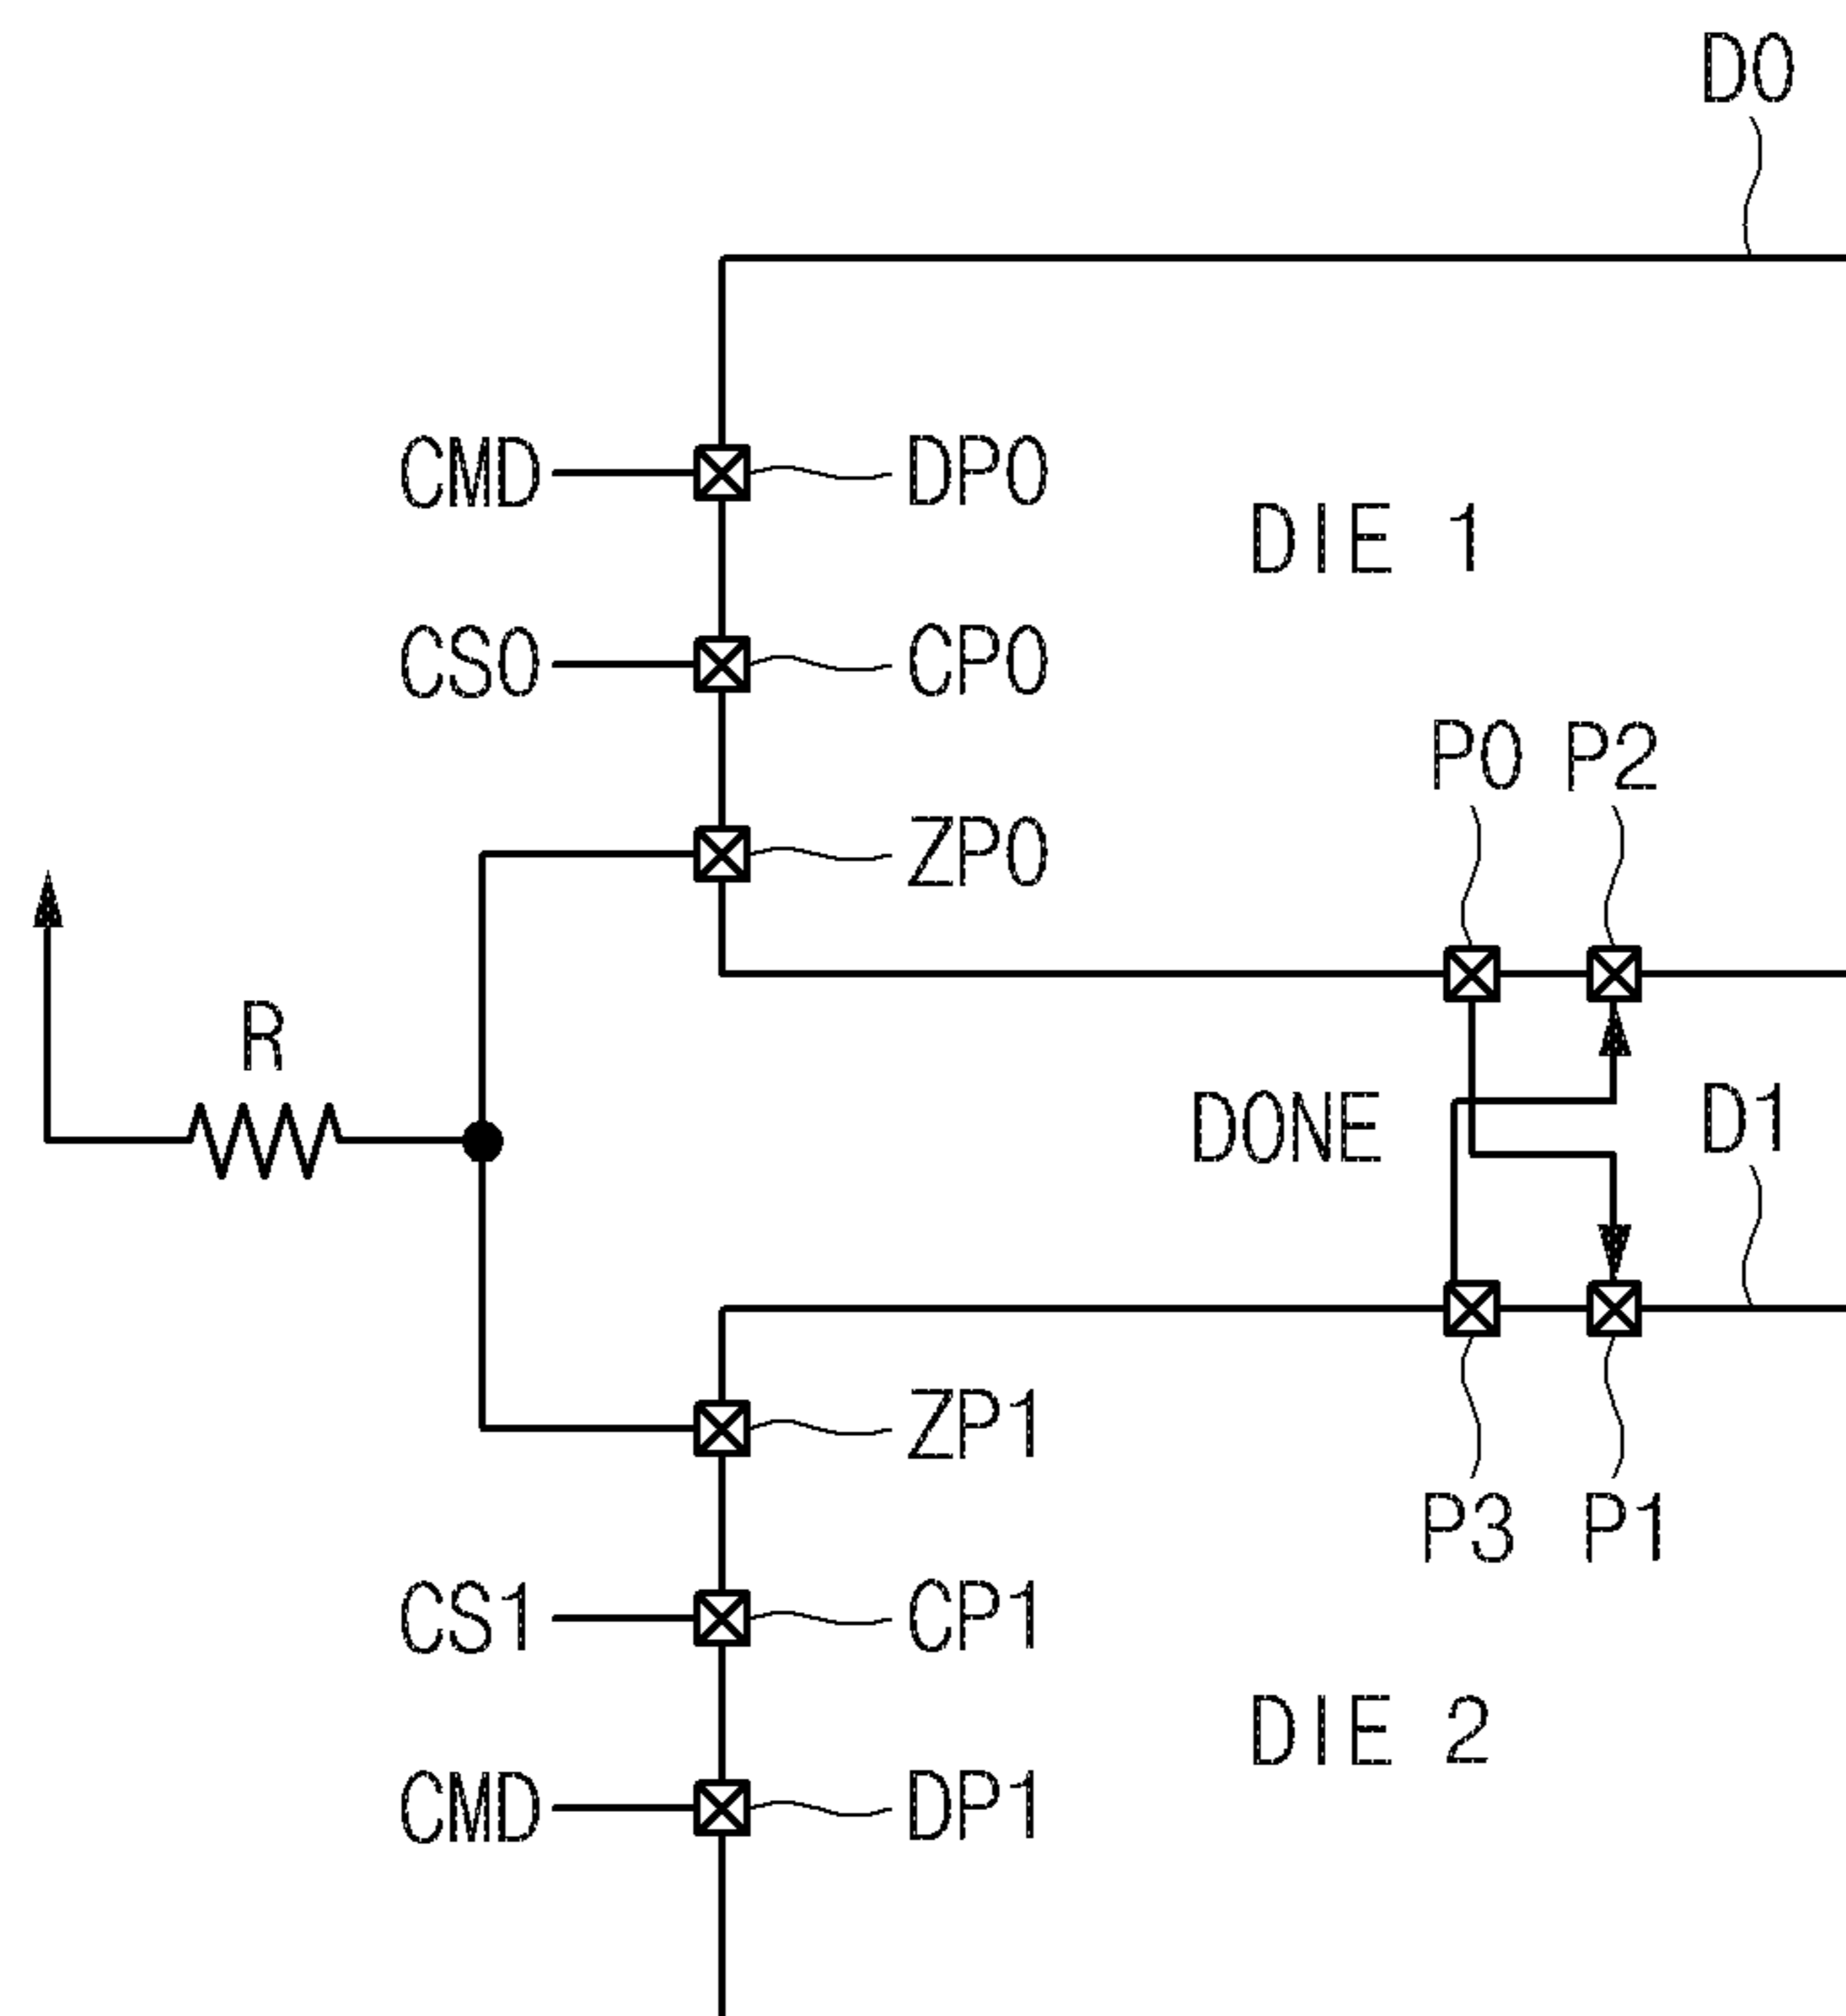 D0
CMD
DP0
DIE 1
CS0
CP0
P0 P2
ZP0
R
DONE
D1
ZP1
P3 P1
CS1
CP1
DIE 2
CMD
DP1